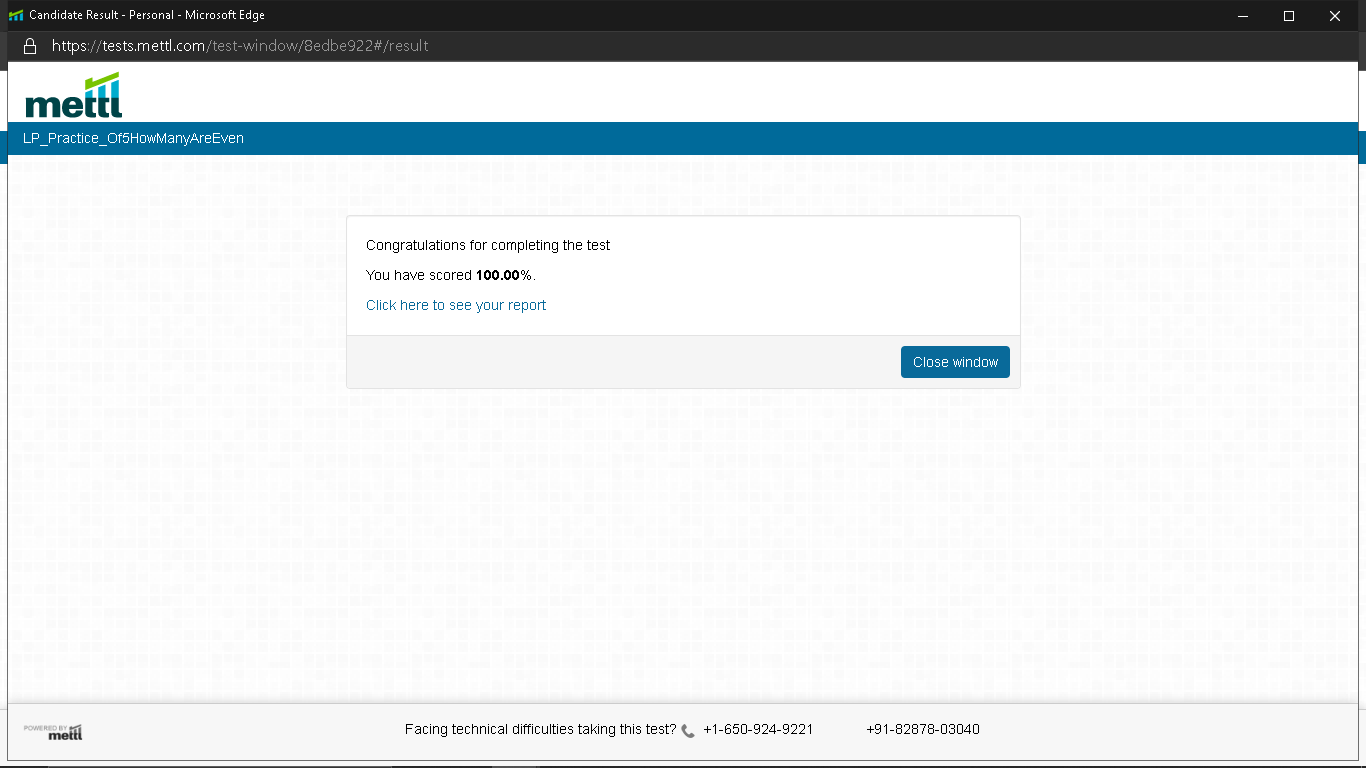 Candidate Result - Personal - Microsoft Edge
https://tests.mettl.com/test-window/8edbe922#/result
mettl
LP_Practice_Of5HowManyAreEven
Congratulations for completing the test
You have scored 100.00%.
Click here to see your report
Close window
POWERED BY
mettl
Facing technical difficulties taking this test? +1-650-924-9221 +91-82878-03040